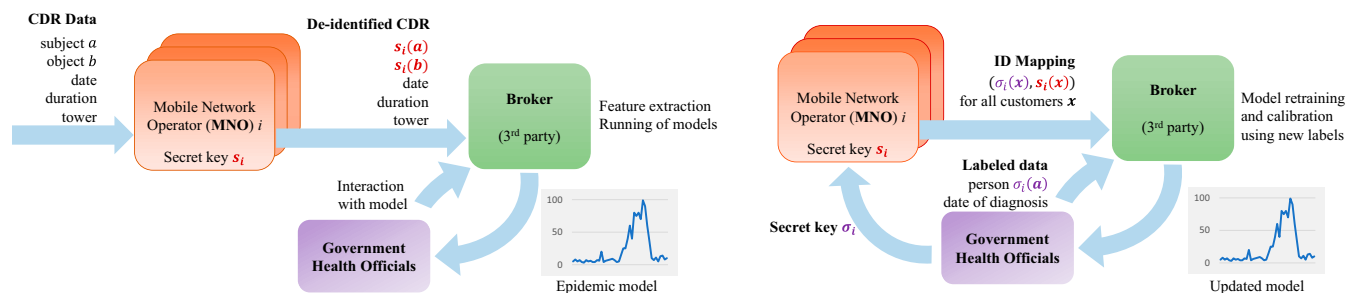 CDR Data
subject a
object b
date
duration
tower
Mobile Network
Operator (MNO) i
Secret key s_i
De-identified CDR
s_i(a)
s_i(b)
date
duration
tower
Broker
(3rd party)
Feature extraction
Running of models
Interaction
with model
Government
Health Officials
100
50
0
Epidemic model
Mobile Network
Operator (MNO) i
Secret key s_i
ID Mapping
(σ_i(x), s_i(x))
for all customers x
Broker
(3rd party)
Model retraining
and calibration
using new labels
Labeled data
person σ_i(a)
date of diagnosis
Secret key σ_i
Government
Health Officials
100
50
0
Updated model